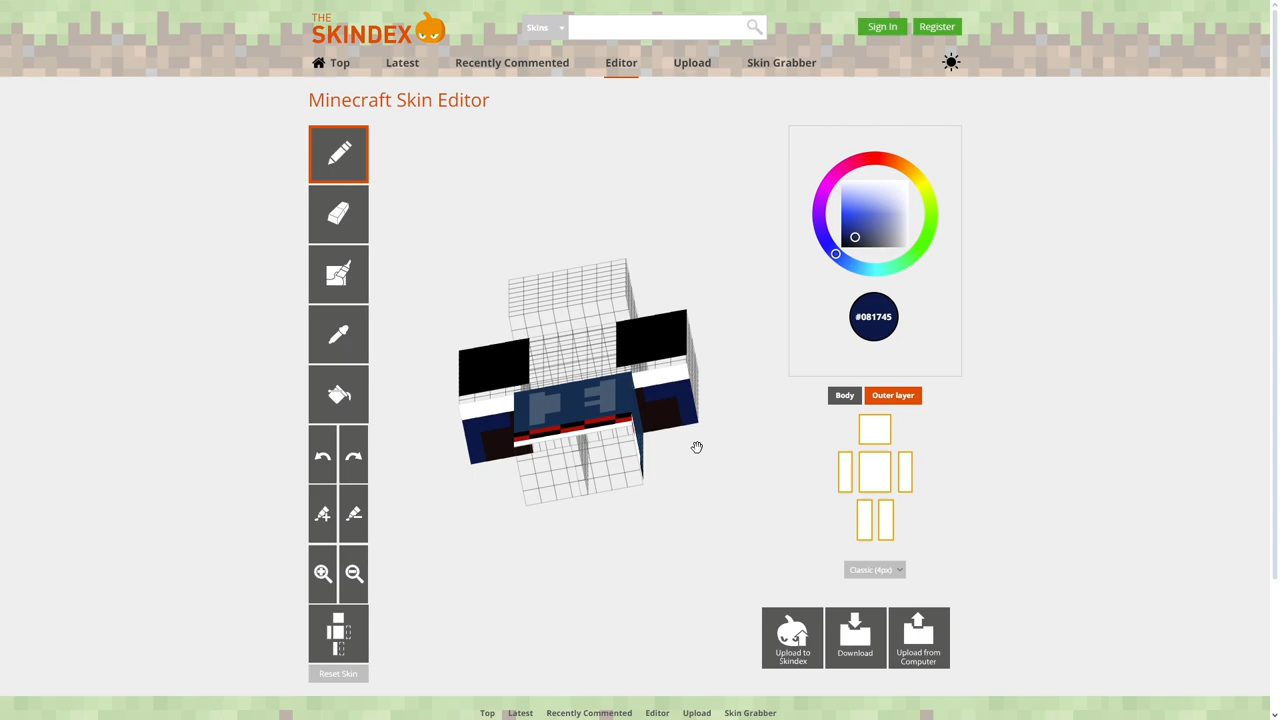 THE
SKINDEX
Skins
Sign In
Register
Top
Latest
Recently Commented
Editor
Upload
Skin Grabber
Minecraft Skin Editor
#081745
Body
Outer layer
Classic (4px)
Upload to
Skindex
Download
Upload from
Computer
Reset Skin
Top
Latest
Recently Commented
Editor
Upload
Skin Grabber